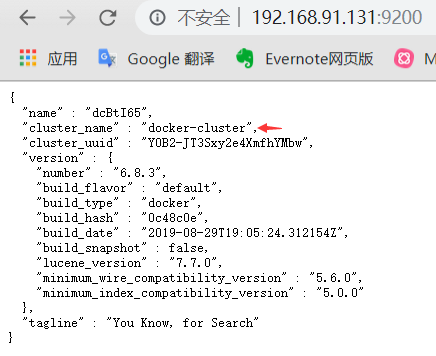 不安全 | 192.168.91.131:9200
应用 Google 翻译 Evernote网页版 M
{
"name" : "dcBtI65",
"cluster_name" : "docker-cluster",
"cluster_uuid" : "Y0B2-JT3Sxy2e4XmfhYMbw",
"version" : {
"number" : "6.8.3",
"build_flavor" : "default",
"build_type" : "docker",
"build_hash" : "0c48c0e",
"build_date" : "2019-08-29T19:05:24.312154Z",
"build_snapshot" : false,
"lucene_version" : "7.7.0",
"minimum_wire_compatibility_version" : "5.6.0",
"minimum_index_compatibility_version" : "5.0.0"
},
"tagline" : "You Know, for Search"
}